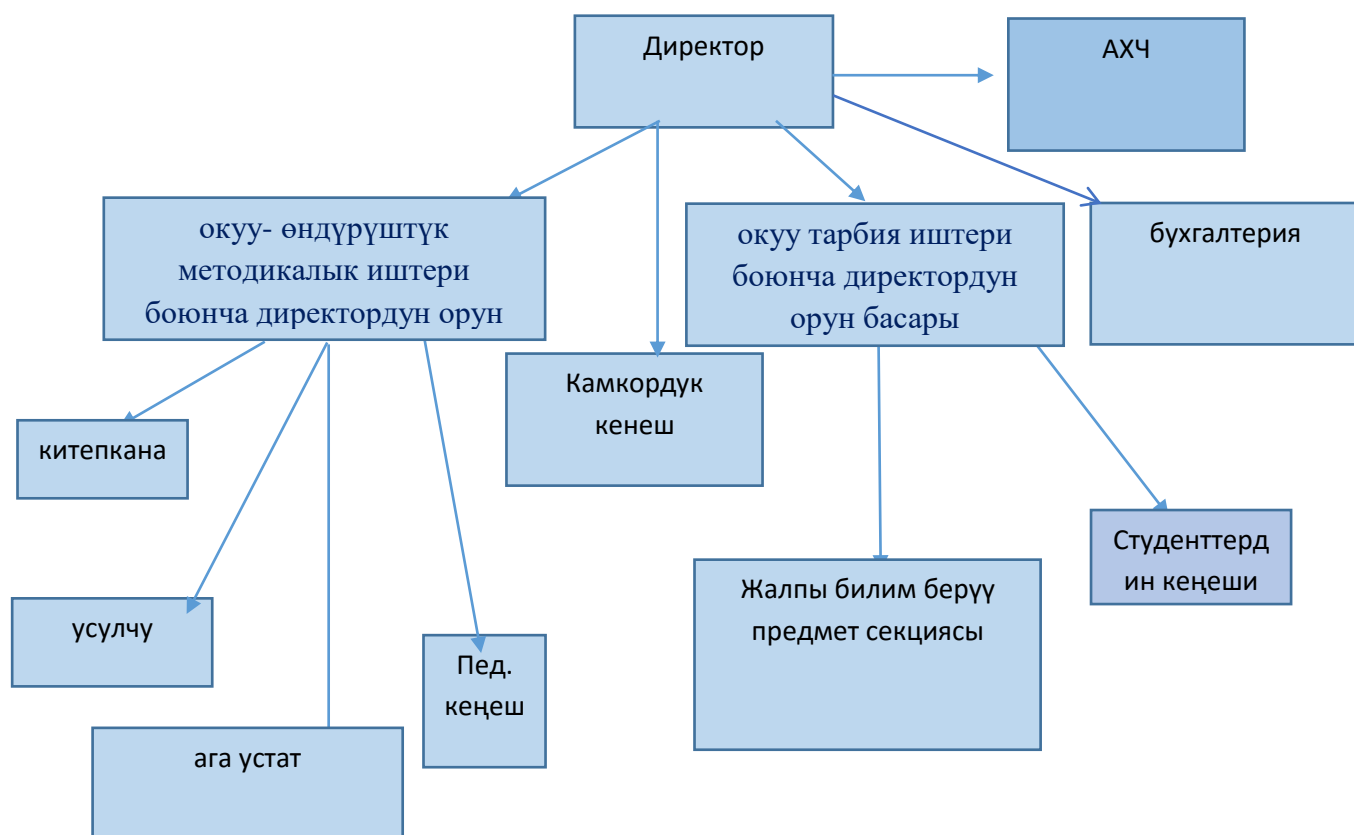 Директор
АХЧ
окуу- өндүрүштүк
методикалык иштери
боюнча директордун орун
окуу тарбия иштери
боюнча директордун
орун басары
бухгалтерия
Камкордук
кенеш
китепкана
Студенттерд
ин кеңеши
Жалпы билим берүү
предмет секциясы
усулчу
Пед.
кеңеш
ага устат